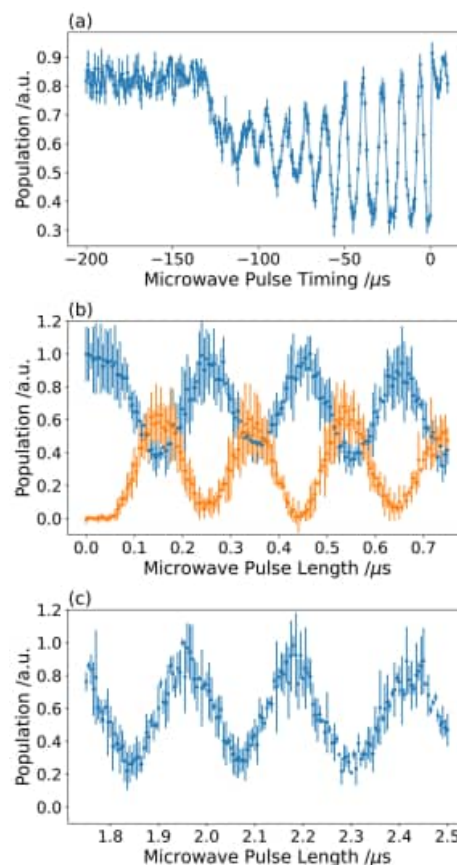 (a)
0.9
0.8
0.7
0.6
0.5
0.4
0.3
Population /a.u.
−200 −150 −100 −50 0
Microwave Pulse Timing /μs
(b)
1.2
1.0
0.8
0.6
0.4
0.2
0.0
Population /a.u.
0.0 0.1 0.2 0.3 0.4 0.5 0.6 0.7
Microwave Pulse Length /μs
(c)
1.2
1.0
0.8
0.6
0.4
0.2
0.0
Population /a.u.
1.8 1.9 2.0 2.1 2.2 2.3 2.4 2.5
Microwave Pulse Length /μs